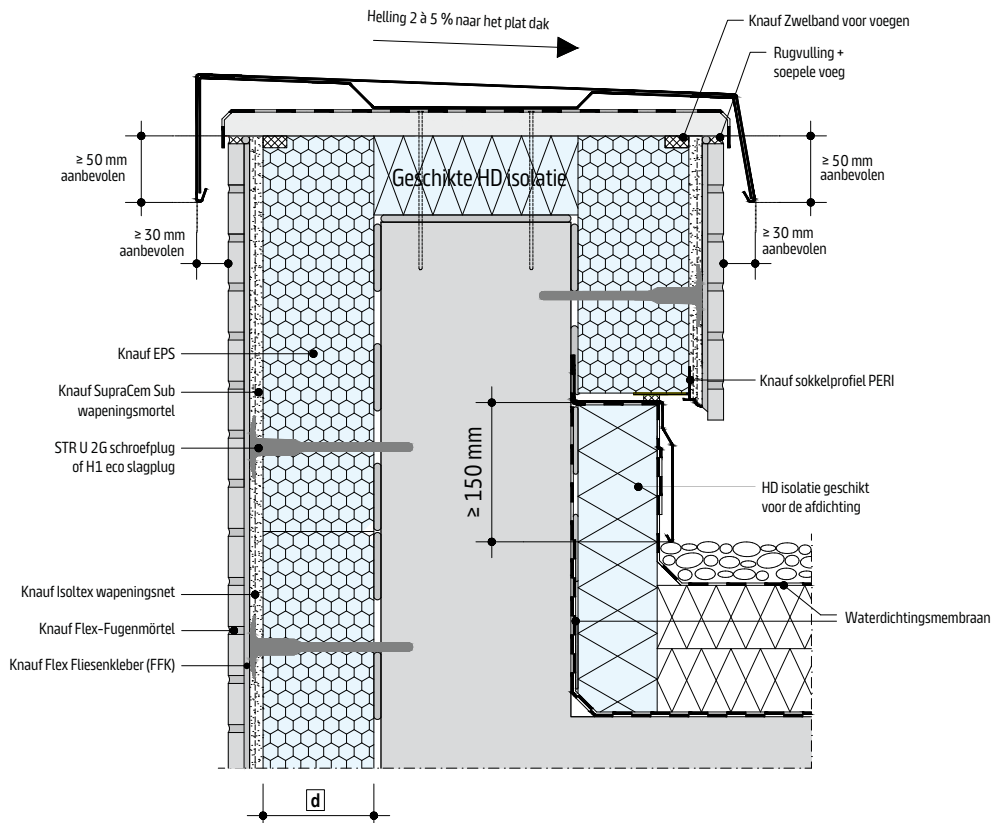 Helling 2 à 5 % naar het plat dak
Knauf Zwelband voor voegen
Rugvulling +
soepele voeg
≥ 50 mm
aanbevolen
≥ 30 mm
aanbevolen
Geschikte HD isolatie
≥ 50 mm
aanbevolen
≥ 30 mm
aanbevolen
Knauf EPS
Knauf SupraCem Sub
wapeningsmortel
STR U 2G schroefplug
of H1 eco slagplug
Knauf Isoltex wapeningsnet
Knauf Flex-Fugenmörtel
Knauf Flex Fliesenkleber (FFK)
≥ 150 mm
Knauf sokkelprofiel PERI
HD isolatie geschikt
voor de afdichting
Waterdichtingsmembraan
d